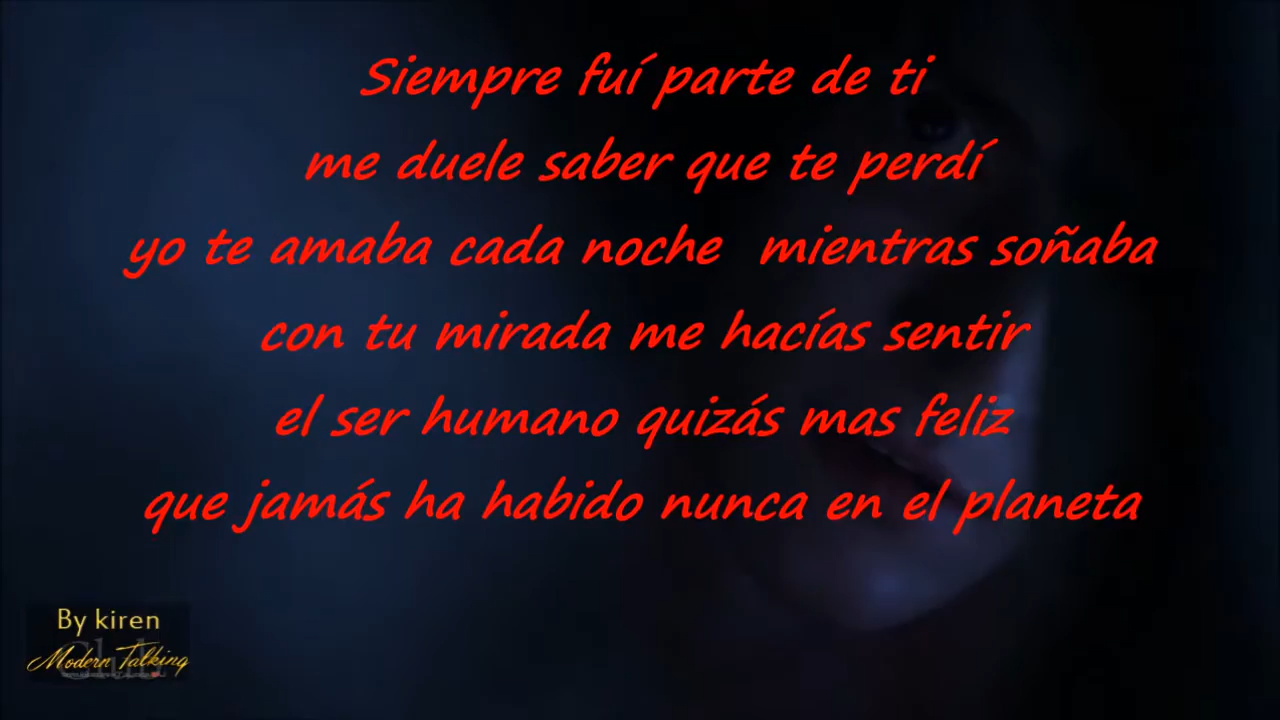 Siempre fuí parte de ti
me duele saber que te perdí
yo te amaba cada noche mientras soñaba
con tu mirada me hacías sentir
el ser humano quizás mas feliz
que jamás ha habido nunca en el planeta
By kiren
Modern Talking
Club